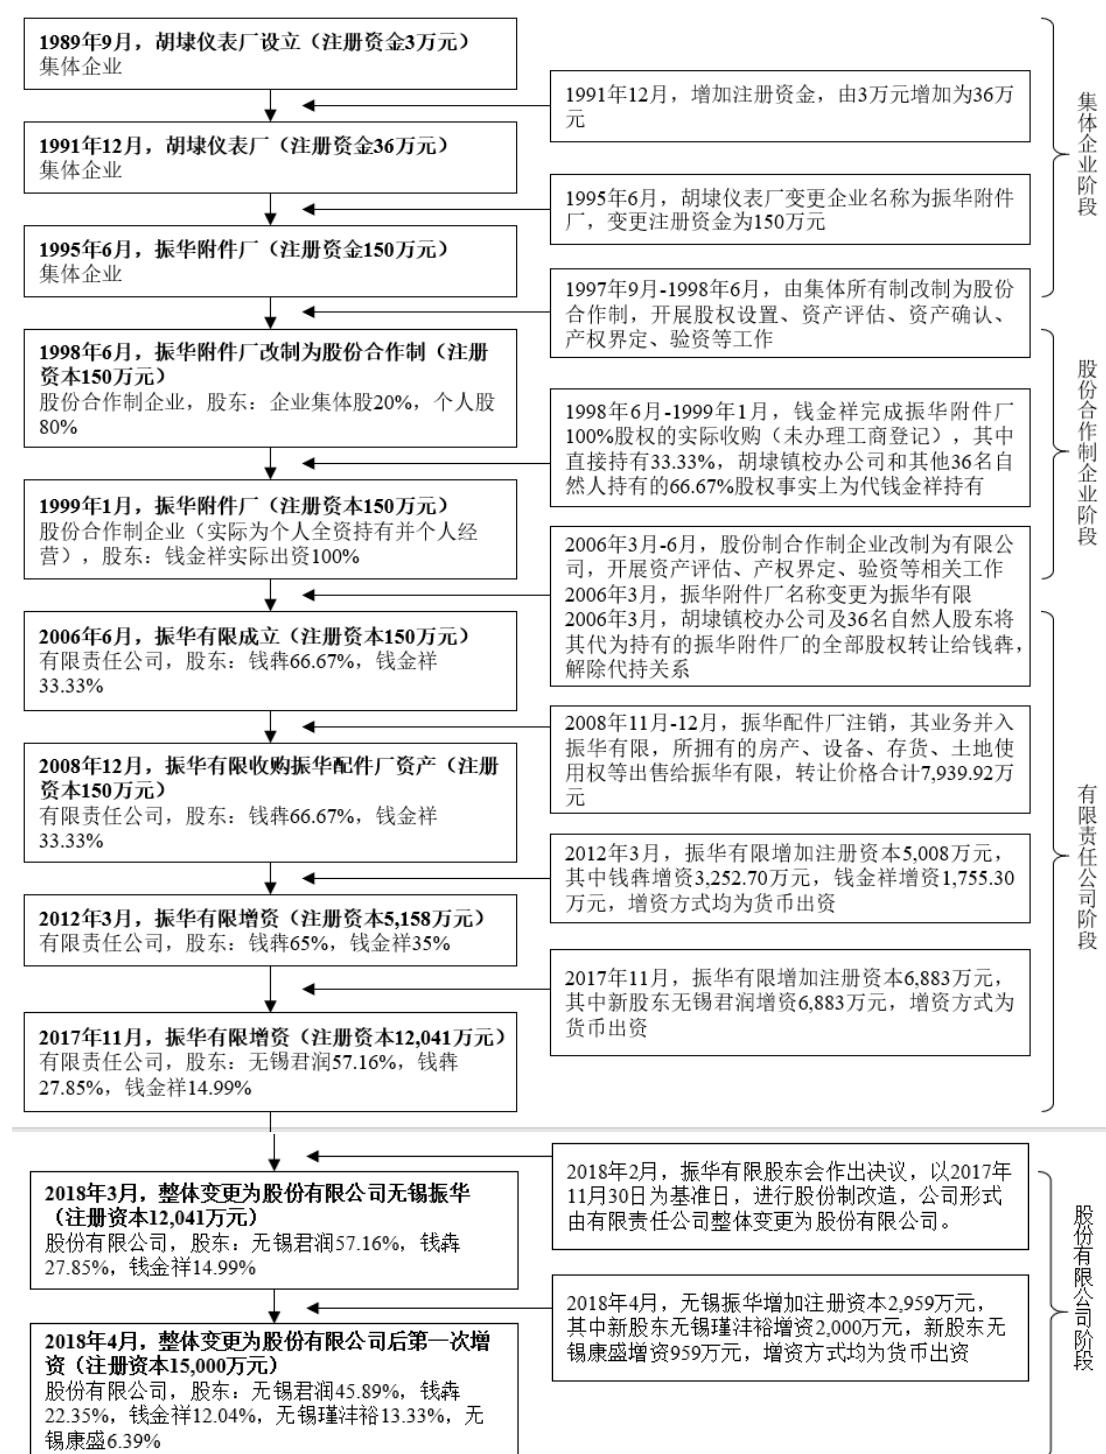 1989年9月，胡埭仪表厂设立（注册资金3万元）
集体企业
1991年12月，增加注册资金，由3万元增加为36万
元
1991年12月，胡埭仪表厂（注册资金36万元）
集体企业
1995年6月，胡埭仪表厂变更企业名称为振华附件
厂，变更注册资金为150万元
1995年6月，振华附件厂（注册资金150万元）
集体企业
集体企业阶段
1997年9月-1998年6月，由集体所有制改制为股份
合作制，开展股权设置、资产评估、资产确认、
产权界定、验资等工作
1998年6月，振华附件厂改制为股份合作制（注册
资本150万元）
股份合作制企业，股东：企业集体股20%，个人股
80%
1998年6月-1999年1月，钱金祥完成振华附件厂
100%股权的实际收购（未办理工商登记），其中
直接持有33.33%，胡埭镇校办公司和其他36名自
然人持有的66.67%股权事实上为代钱金祥持有
1999年1月，振华附件厂（注册资本150万元）
股份合作制企业（实际为个人全资持有并个人经
营），股东：钱金祥实际出资100%
股份合作制企业阶段
2006年3月-6月，股份制合作制企业改制为有限公
司，开展资产评估、产权界定、验资等相关工作
2006年3月，振华附件厂名称变更为振华有限
2006年3月，胡埭镇校办公司及36名自然人股东将
其代为持有的振华附件厂的全部股权转让给钱犇，
解除代持关系
2006年6月，振华有限成立（注册资本150万元）
有限责任公司，股东：钱犇66.67%，钱金祥
33.33%
2008年11月-12月，振华配件厂注销，其业务并入
振华有限，所拥有的房产、设备、存货、土地使
用权等出售给振华有限，转让价格合计7,939.92万
元
2008年12月，振华有限收购振华配件厂资产（注册
资本150万元）
有限责任公司，股东：钱犇66.67%，钱金祥
33.33%
2012年3月，振华有限增加注册资本5,008万元，
其中钱犇增资3,252.70万元，钱金祥增资1,755.30
万元，增资方式均为货币出资
2012年3月，振华有限增资（注册资本5,158万元）
有限责任公司，股东：钱犇65%，钱金祥35%
2017年11月，振华有限增加注册资本6,883万元，
其中新股东无锡君润增资6,883万元，增资方式为
货币出资
2017年11月，振华有限增资（注册资本12,041万元）
有限责任公司，股东：无锡君润57.16%，钱犇
27.85%，钱金祥14.99%
有限责任公司阶段
2018年2月，振华有限股东会作出决议，以2017年
11月30日为基准日，进行股份制改造，公司形式
由有限责任公司整体变更为股份有限公司。
2018年3月，整体变更为股份有限公司无锡振华
（注册资本12,041万元）
股份有限公司，股东：无锡君润57.16%，钱犇
27.85%，钱金祥14.99%
2018年4月，无锡振华增加注册资本2,959万元，
其中新股东无锡瑾沣裕增资2,000万元，新股东无
锡康盛增资959万元，增资方式均为货币出资
2018年4月，整体变更为股份有限公司后第一次增
资（注册资本15,000万元）
股份有限公司，股东：无锡君润45.89%，钱犇
22.35%，钱金祥12.04%，无锡瑾沣裕13.33%，无
锡康盛6.39%
股份有限公司阶段